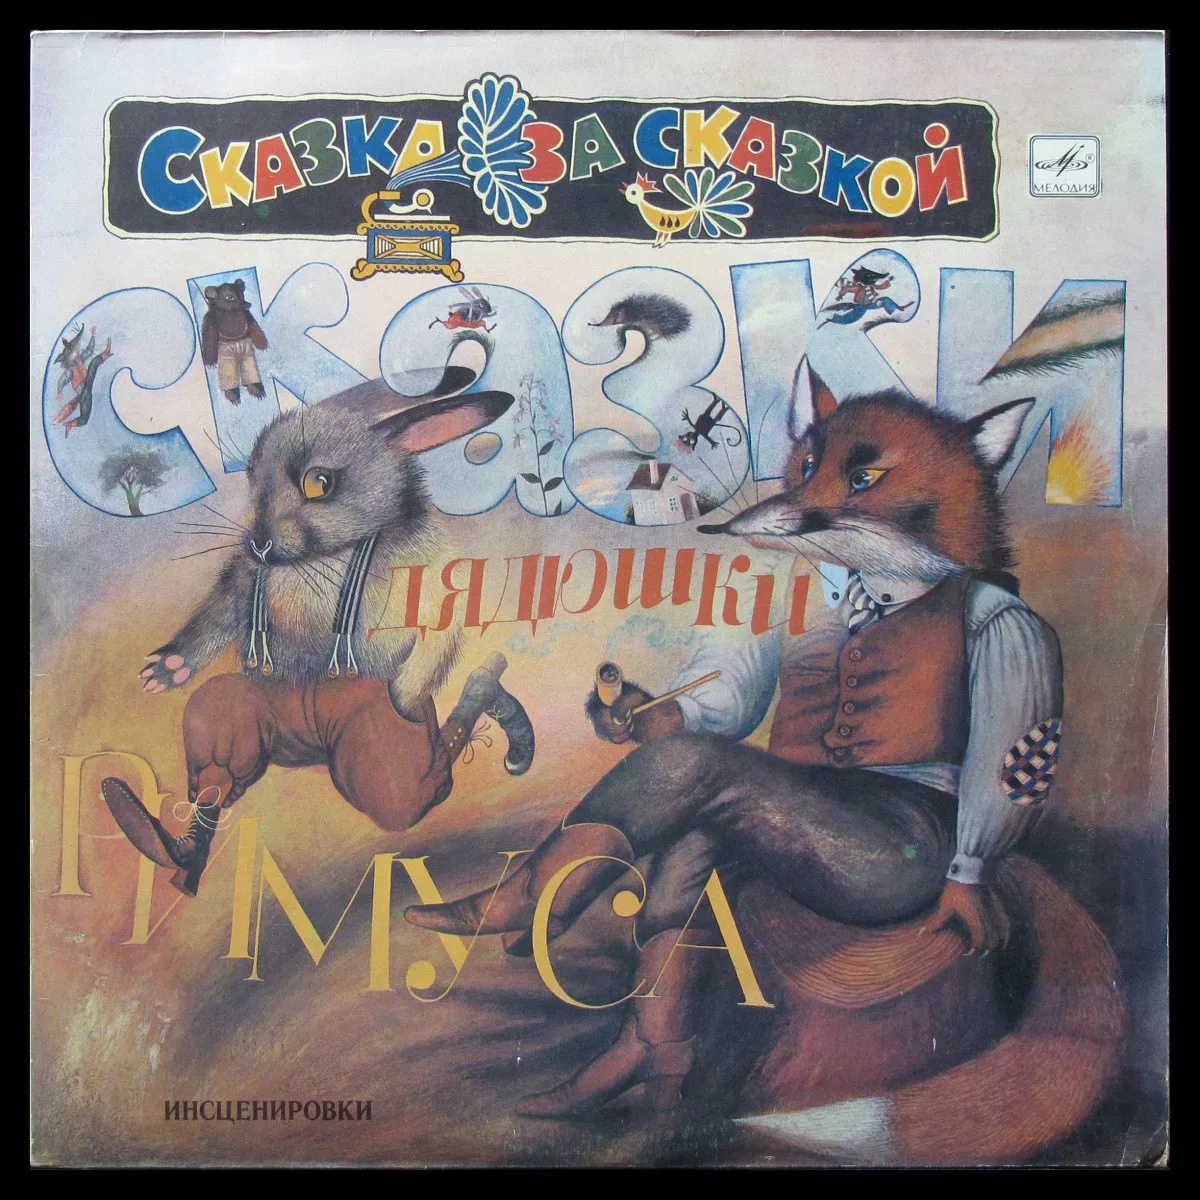 Сказка за сказкой
МЕЛОДИЯ
сказки
дядюшки
РИМУСА
ИНСЦЕНИРОВКИ